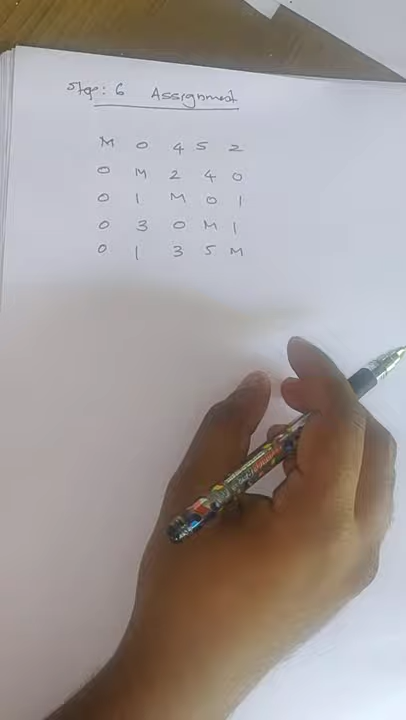 Step: 6 Assignment
M 0 4 5 2
0 M 2 4 0
0 1 M 0 1
0 3 0 M 1
0 1 3 5 M